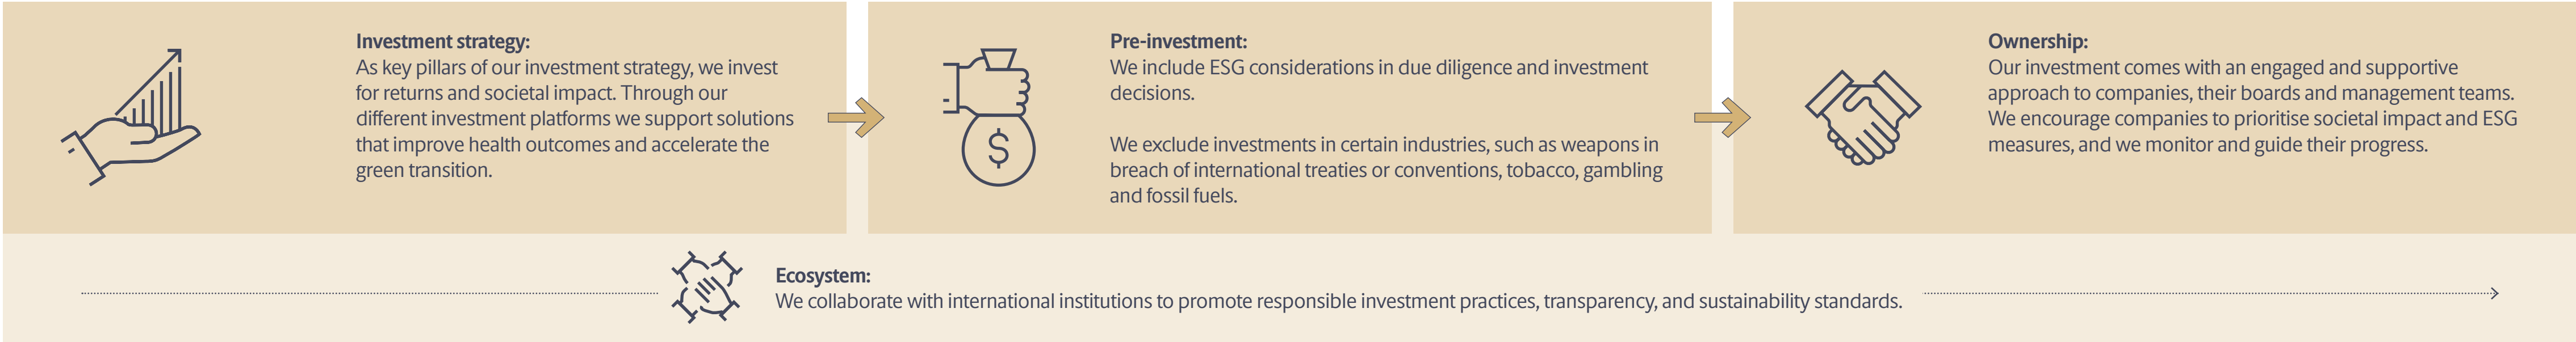 Investment strategy:
As key pillars of our investment strategy, we invest
for returns and societal impact. Through our
different investment platforms we support solutions
that improve health outcomes and accelerate the
green transition.
Pre-investment:
We include ESG considerations in due diligence and investment
decisions.
We exclude investments in certain industries, such as weapons in
breach of international treaties or conventions, tobacco, gambling
and fossil fuels.
Ownership:
Our investment comes with an engaged and supportive
approach to companies, their boards and management teams.
We encourage companies to prioritise societal impact and ESG
measures, and we monitor and guide their progress.
$
Ecosystem:
We collaborate with international institutions to promote responsible investment practices, transparency, and sustainability standards.